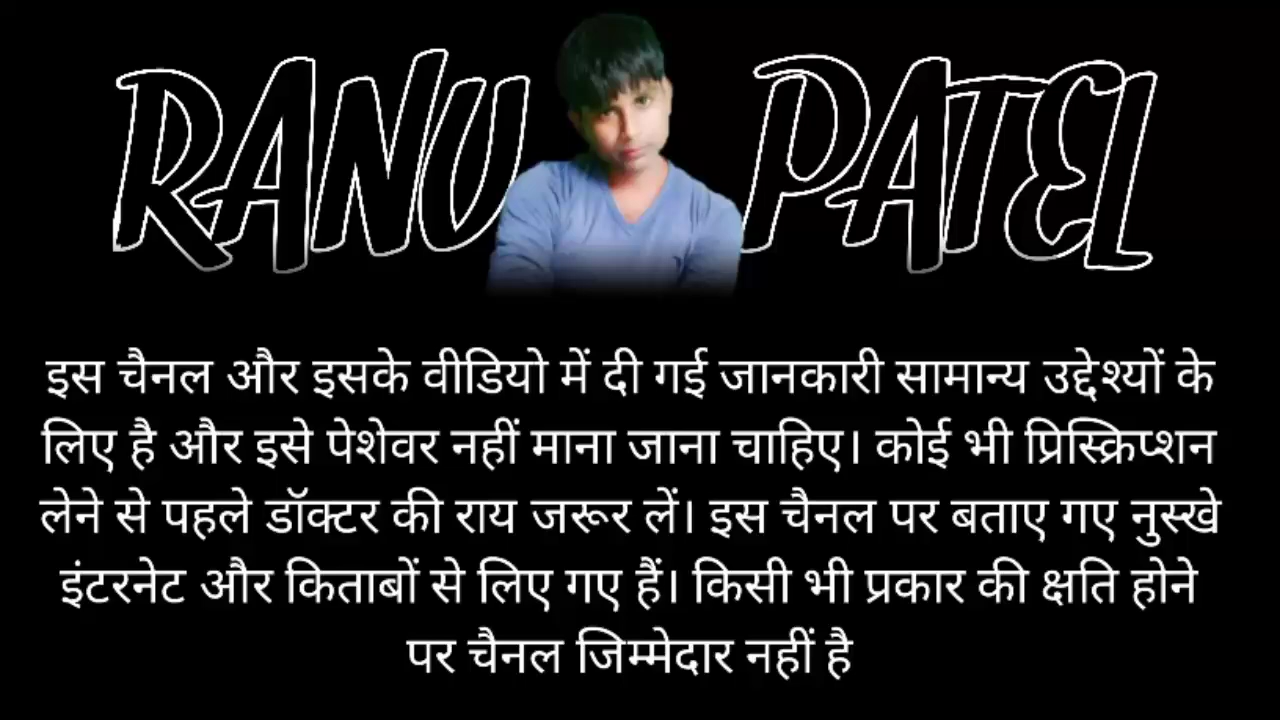 RANU PATEL
इस चैनल और इसके वीडियो में दी गई जानकारी सामान्य उद्देश्यों के
लिए है और इसे पेशेवर नहीं माना जाना चाहिए। कोई भी प्रिस्क्रिप्शन
लेने से पहले डॉक्टर की राय जरूर लें। इस चैनल पर बताए गए नुस्खे
इंटरनेट और किताबों से लिए गए हैं। किसी भी प्रकार की क्षति होने
पर चैनल जिम्मेदार नहीं है